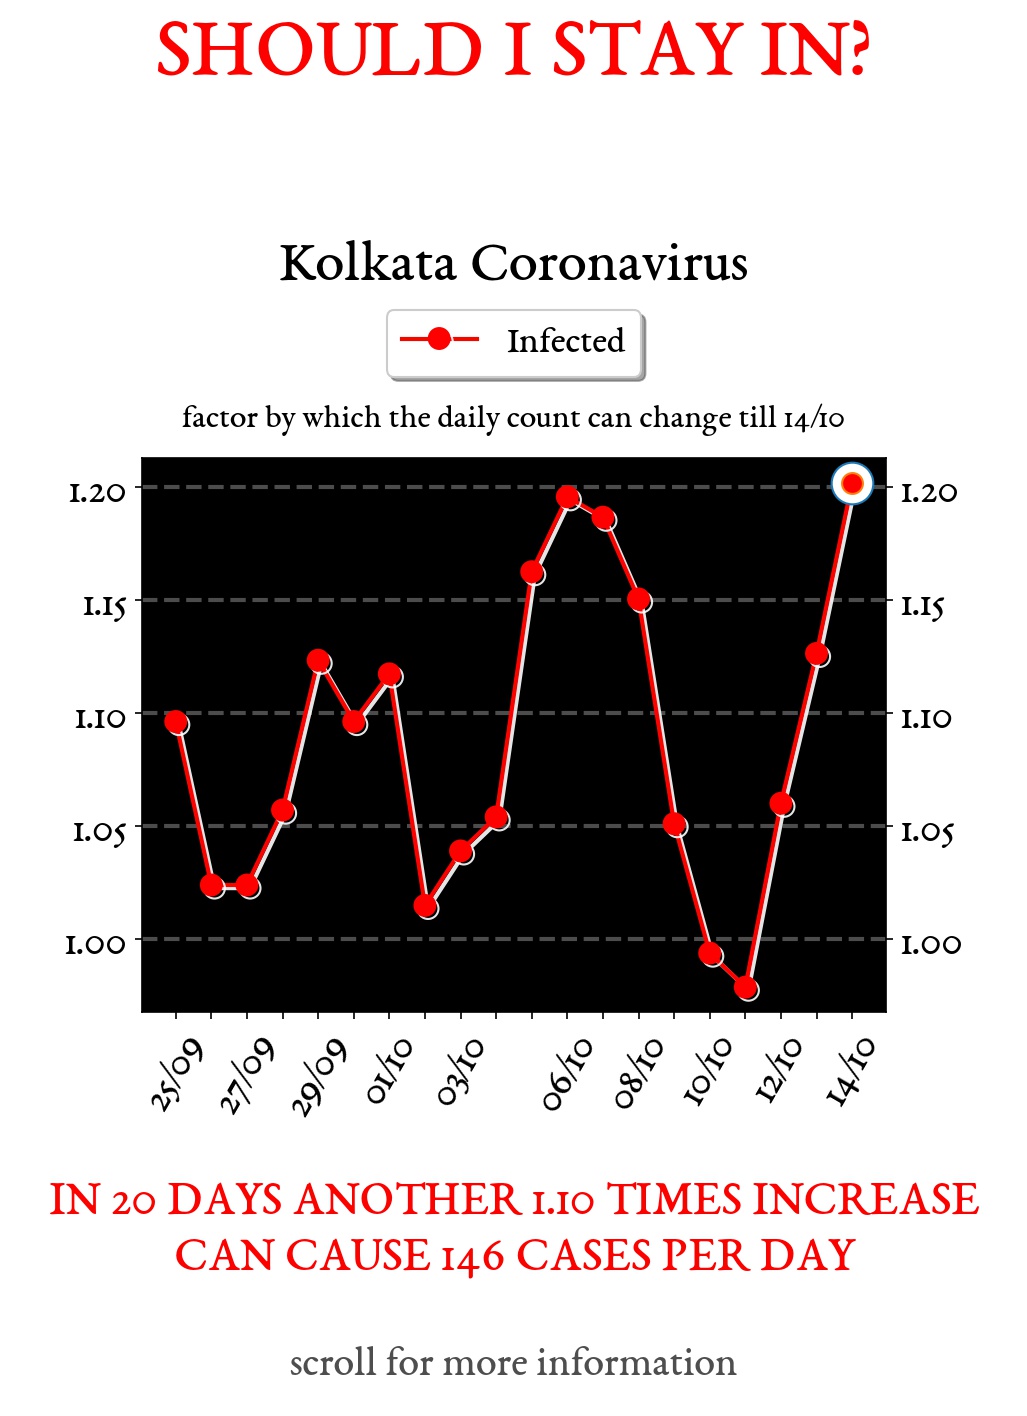 SHOULD I STAY IN?
Kolkata Coronavirus
Infected
factor by which the daily count can change till 14/10
1.20 1.20
1.15 1.15
1.10 1.10
1.05 1.05
1.00 1.00
25/09 27/09 29/09 01/10 03/10 06/10 08/10 10/10 12/10 14/10
IN 20 DAYS ANOTHER 1.10 TIMES INCREASE
CAN CAUSE 146 CASES PER DAY
scroll for more information